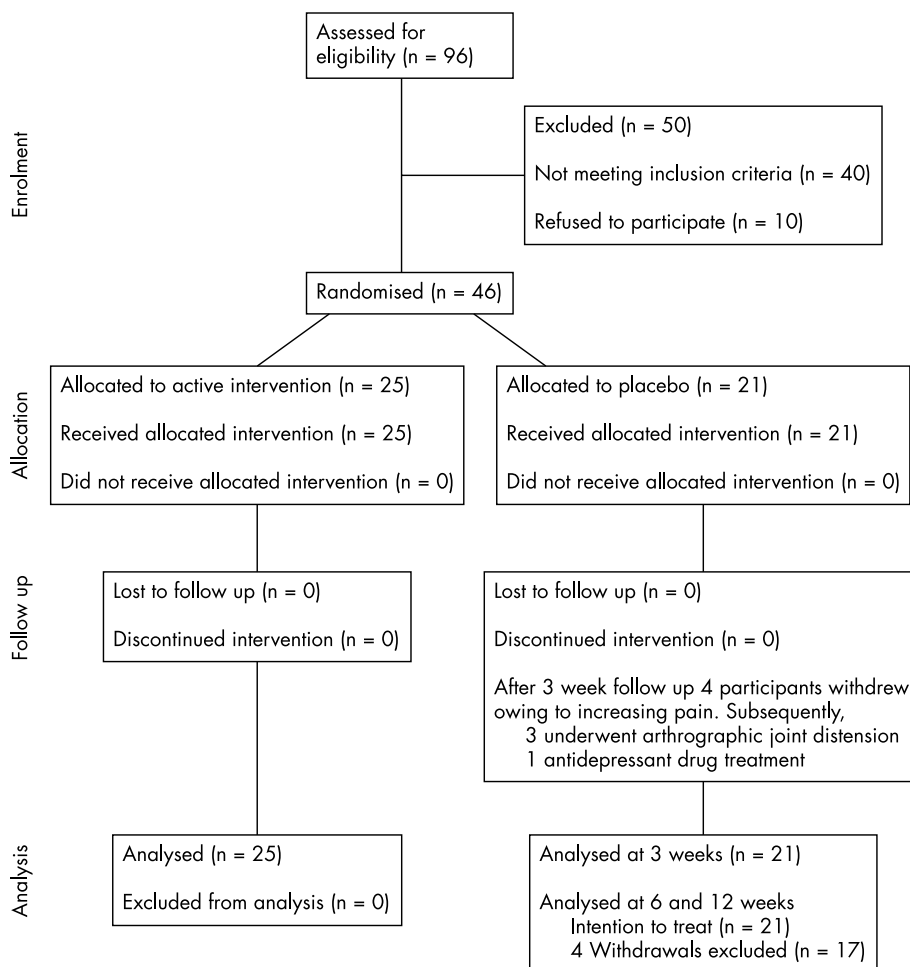 Assessed for
eligibility (n = 96)
Enrolment
Excluded (n = 50)
Not meeting inclusion criteria (n = 40)
Refused to participate (n = 10)
Randomised (n = 46)
Allocation
Allocated to active intervention (n = 25)
Received allocated intervention (n = 25)
Did not receive allocated intervention (n = 0)
Allocated to placebo (n = 21)
Received allocated intervention (n = 21)
Did not receive allocated intervention (n = 0)
Follow up
Lost to follow up (n = 0)
Discontinued intervention (n = 0)
Lost to follow up (n = 0)
Discontinued intervention (n = 0)
After 3 week follow up 4 participants withdrew
owing to increasing pain. Subsequently,
3 underwent arthrographic joint distension
1 antidepressant drug treatment
Analysis
Analysed (n = 25)
Excluded from analysis (n = 0)
Analysed at 3 weeks (n = 21)
Analysed at 6 and 12 weeks
Intention to treat (n = 21)
4 Withdrawals excluded (n = 17)